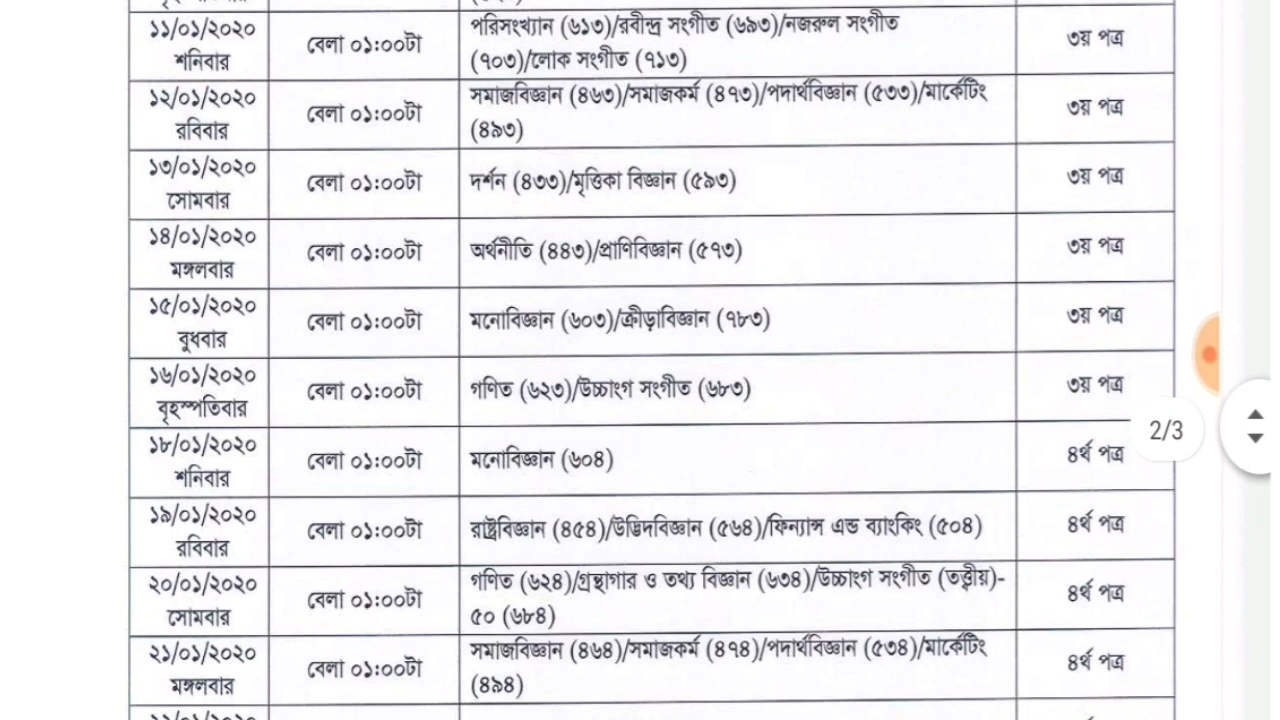 ১১/০১/২০২০
শনিবার
বেলা ০১:০০টা
পরিসংখ্যান (৬১৩)/রবীন্দ্র সংগীত (৬৯৩)/নজরুল সংগীত
(৭০৩)/লোক সংগীত (৭১৩)
৩য় পত্র
১২/০১/২০২০
রবিবার
বেলা ০১:০০টা
সমাজবিজ্ঞান (৪৬৩)/সমাজকর্ম (৪৭৩)/পদার্থবিজ্ঞান (৫৩৩)/মার্কেটিং
(৪৯৩)
৩য় পত্র
১৩/০১/২০২০
সোমবার
বেলা ০১:০০টা
দর্শন (৪৩৩)/মৃত্তিকা বিজ্ঞান (৫৯৩)
৩য় পত্র
১৪/০১/২০২০
মঙ্গলবার
বেলা ০১:০০টা
অর্থনীতি (৪৪৩)/প্রাণিবিজ্ঞান (৫৭৩)
৩য় পত্র
১৫/০১/২০২০
বুধবার
বেলা ০১:০০টা
মনোবিজ্ঞান (৬০৩)/ক্রীড়াবিজ্ঞান (৭৮৩)
৩য় পত্র
১৬/০১/২০২০
বৃহস্পতিবার
বেলা ০১:০০টা
গণিত (৬২৩)/উচ্চাংগ সংগীত (৬৮৩)
৩য় পত্র
2/3
১৮/০১/২০২০
শনিবার
বেলা ০১:০০টা
মনোবিজ্ঞান (৬০৪)
৪র্থ পত্র
১৯/০১/২০২০
রবিবার
বেলা ০১:০০টা
রাষ্ট্রবিজ্ঞান (৪৫৪)/উদ্ভিদবিজ্ঞান (৫৬৪)/ফিন্যান্স এন্ড ব্যাংকিং (৫০৪)
৪র্থ পত্র
২০/০১/২০২০
সোমবার
বেলা ০১:০০টা
গণিত (৬২৪)/গ্রন্থাগার ও তথ্য বিজ্ঞান (৬৩৪)/উচ্চাংগ সংগীত (তত্ত্বীয়)-
৫০ (৬৮৪)
৪র্থ পত্র
২১/০১/২০২০
মঙ্গলবার
বেলা ০১:০০টা
সমাজবিজ্ঞান (৪৬৪)/সমাজকর্ম (৪৭৪)/পদার্থবিজ্ঞান (৫৩৪)/মার্কেটিং
(৪৯৪)
৪র্থ পত্র